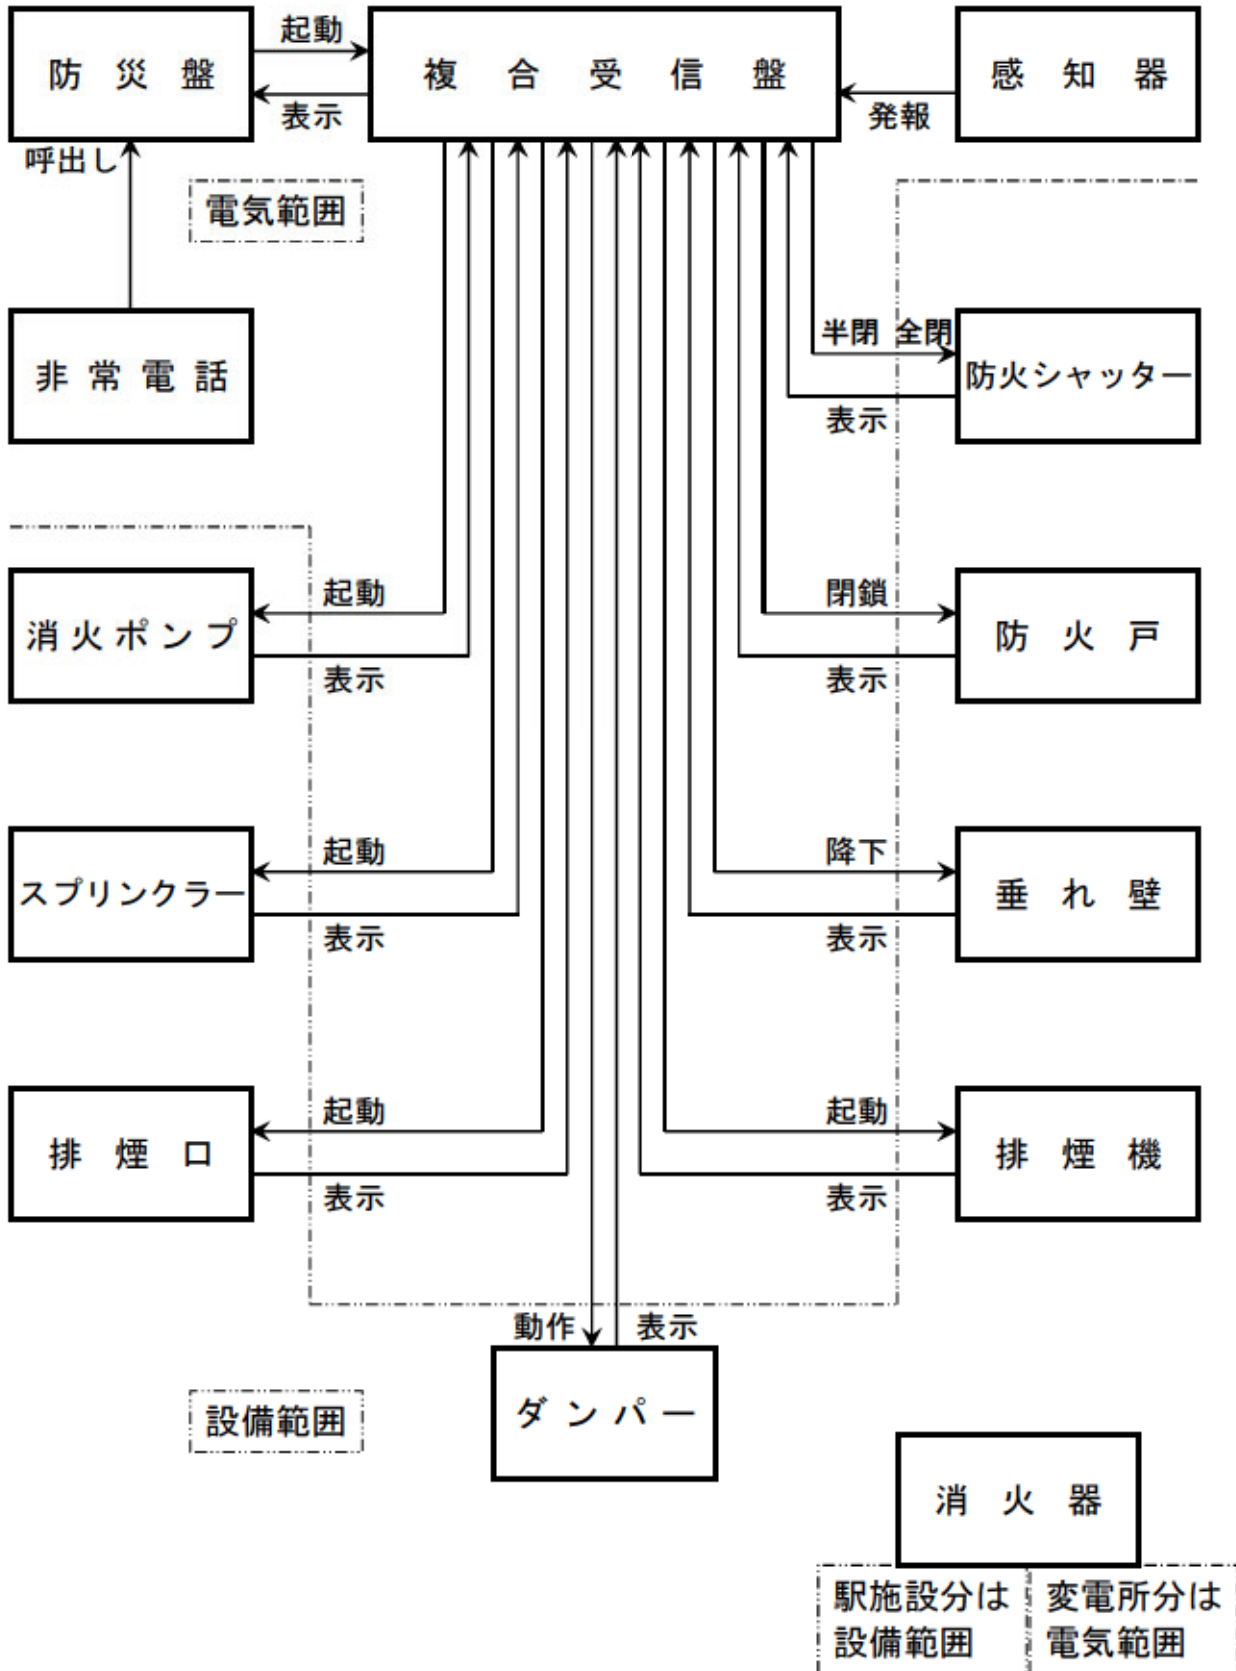 起動
防災盤
複合受信盤
感知器
表示
発報
呼出し
電気範囲
半閉 全閉
非常電話
防火シャッター
表示
起動
閉鎖
消火ポンプ
防火戸
表示
表示
起動
降下
スプリンクラー
垂れ壁
表示
表示
起動
起動
排煙口
排煙機
表示
表示
動作
表示
設備範囲
ダンパー
消火器
駅施設分は
設備範囲
変電所分は
電気範囲